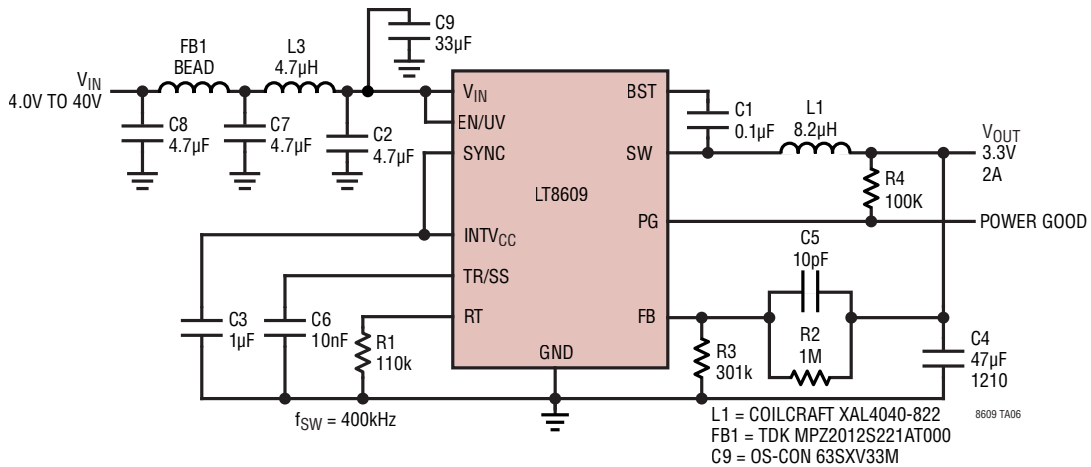 C9
33µF
FB1
BEAD
L3
4.7µH
VIN
4.0V TO 40V
C8
4.7µF
C7
4.7µF
C2
4.7µF
VIN
EN/UV
SYNC
INTVCC
TR/SS
RT
LT8609
GND
BST
SW
PG
FB
C1
0.1µF
L1
8.2µH
VOUT
3.3V
2A
R4
100K
POWER GOOD
C5
10pF
R2
1M
R3
301k
C4
47µF
1210
C3
1µF
C6
10nF
R1
110k
fSW = 400kHz
L1 = COILCRAFT XAL4040-822
FB1 = TDK MPZ2012S221AT000
C9 = OS-CON 63SXV33M
8609 TA06